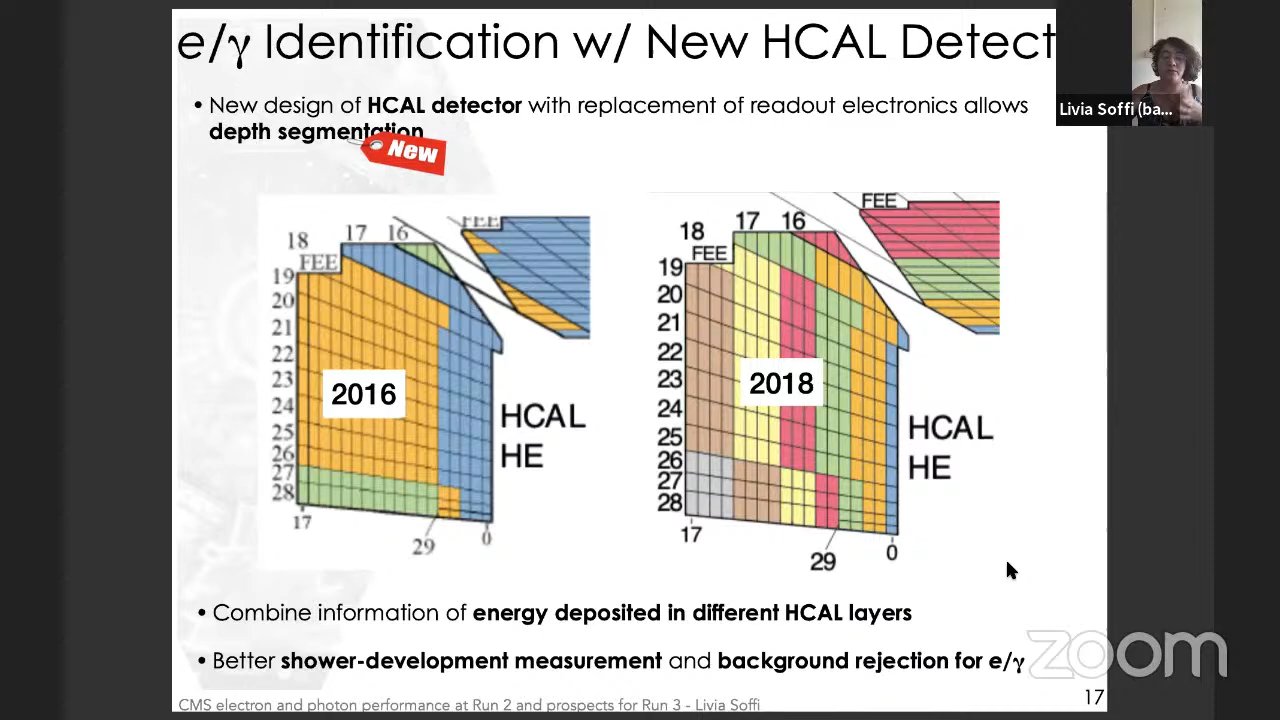 e/γ Identification w/ New HCAL Detect
Livia Soffi (ba...
• New design of HCAL detector with replacement of readout electronics allows
depth segmentation
New
18 17 16 FEE
FEE
19
20
21
22
23
24
25
26
27
28
17
29
0
2016
HCAL
HE
18 17 16 FEE
FEE
19
20
21
22
23
24
25
26
27
28
17
29
0
2018
HCAL
HE
• Combine information of energy deposited in different HCAL layers
• Better shower-development measurement and background rejection for e/γ
zoom
CMS electron and photon performance at Run 2 and prospects for Run 3 - Livia Soffi
17